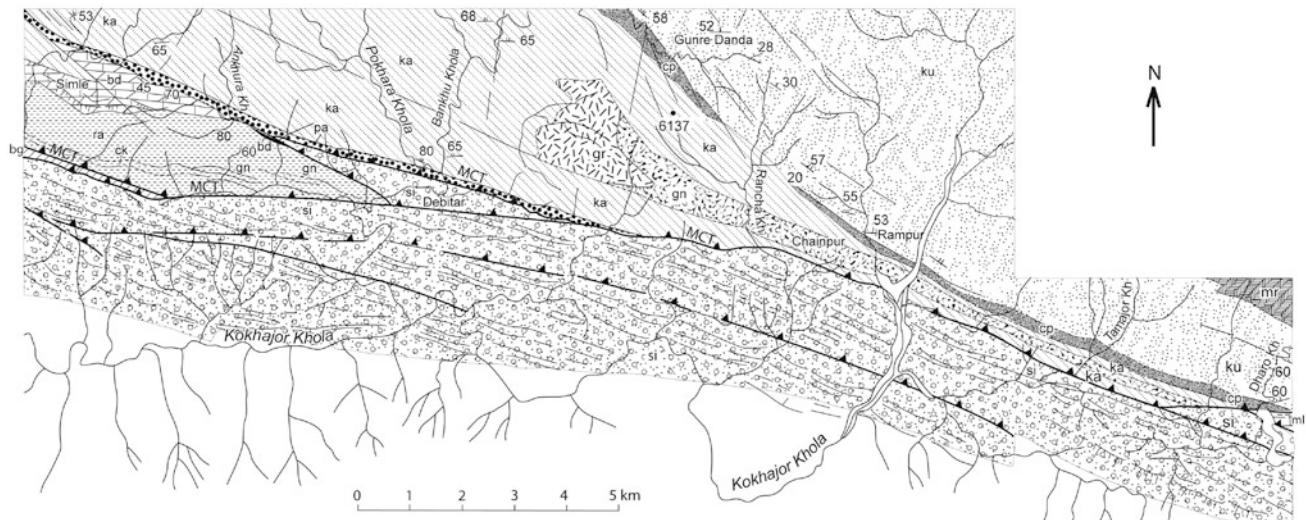 53
ka
68
58
52
Gunre Danda
28
65
65
ka
cp
ku
N
Ankhura Kh.
Pokhara Khola
Bankhu Khola
Simle
bd
45
70
30
6137
ka
ka
pa
ra
80
gr
bd
60
ck
gn
gn
65
80
MCT
57
20
bg
MCT
MCT
si
Debitar
gn
Rancha Kh.
55
si
ka
53
Rampur
MCT
Chainpur
mr
cp
Tamajor Kh
Kokhajor Khola
si
si
ka
ka
ku
Dharo Kh
60
60
cp
si
ml
Kokhajor Khola
0 1 2 3 4 5 km